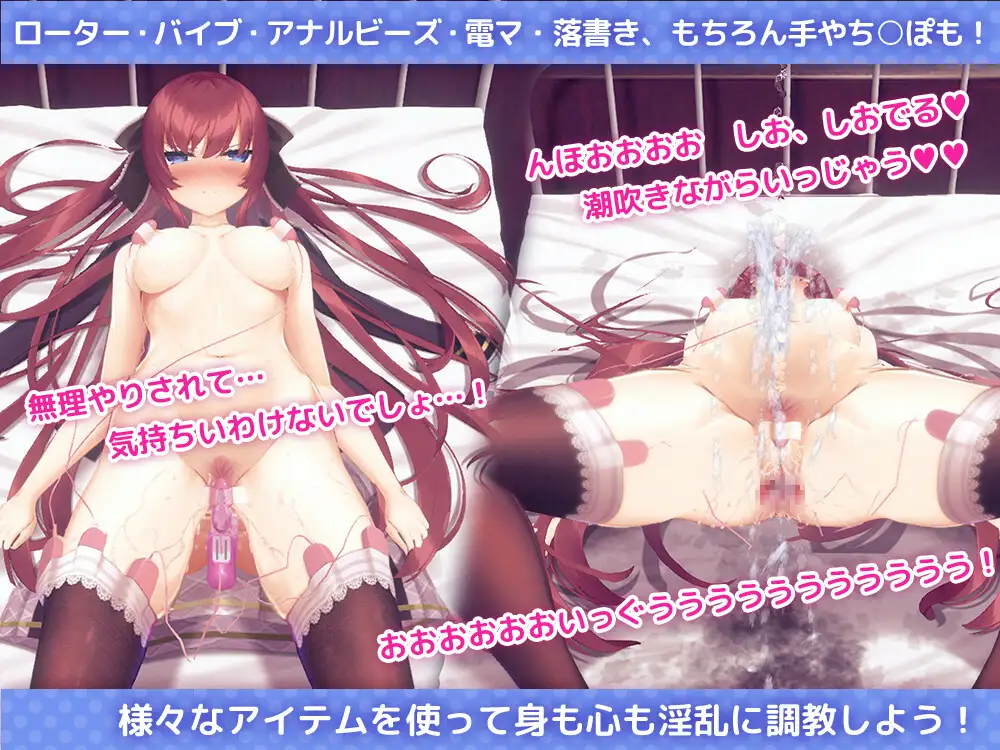 ローター・バイブ・アナルビーズ・電マ・落書き、もちろん手やち○ぽも！
んほおおおお　しお、しおでる♥
潮吹きながらいっじゃう♥♥
無理やりされて…
気持ちいわけないでしょ…！
おおおおおおいっぐうううううううううう！
様々なアイテムを使って身も心も淫乱に調教しよう！